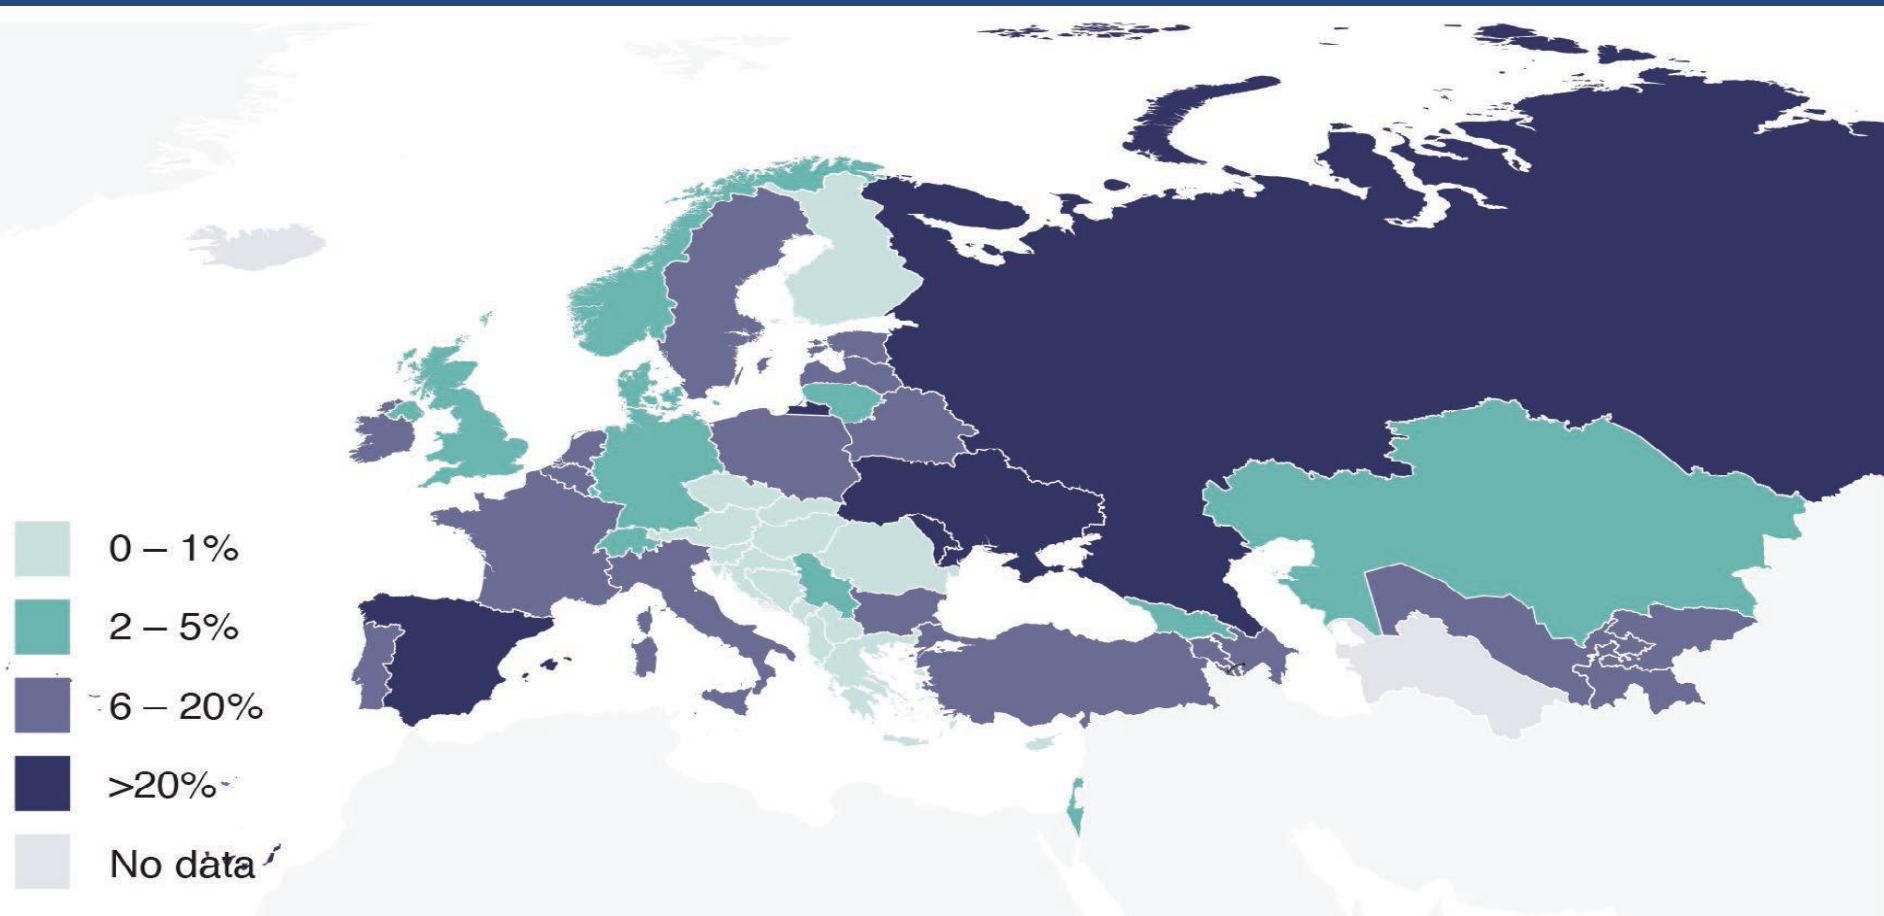 0 – 1%
2 – 5%
6 – 20%
>20%
No data